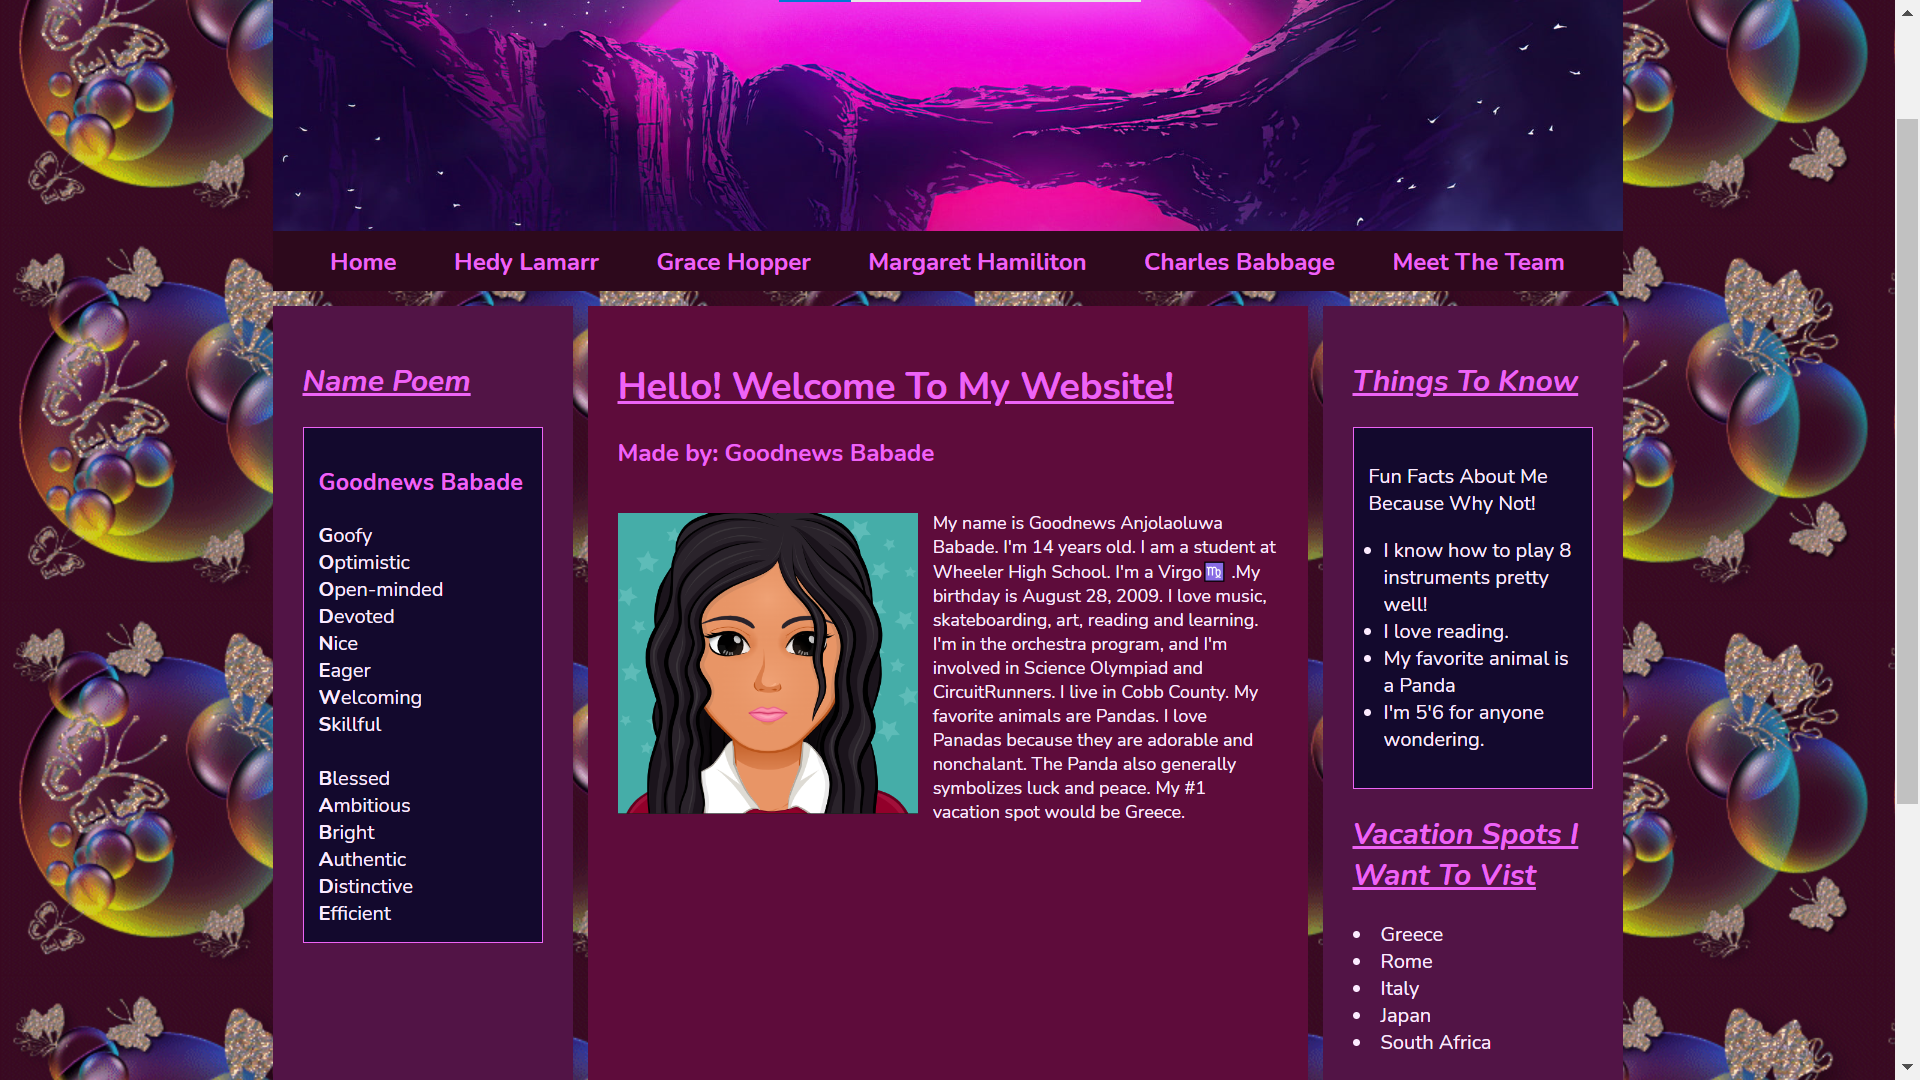 Home Hedy Lamarr Grace Hopper Margaret Hamiliton Charles Babbage Meet The Team
Name Poem
Goodnews Babade
Goofy
Optimistic
Open-minded
Devoted
Nice
Eager
Welcoming
Skillful
Blessed
Ambitious
Bright
Authentic
Distinctive
Efficient
Hello! Welcome To My Website!
Made by: Goodnews Babade
My name is Goodnews Anjolaoluwa
Babade. I'm 14 years old. I am a student at
Wheeler High School. I'm a Virgo♍ .My
birthday is August 28, 2009. I love music,
skateboarding, art, reading and learning.
I'm in the orchestra program, and I'm
involved in Science Olympiad and
CircuitRunners. I live in Cobb County. My
favorite animals are Pandas. I love
Panadas because they are adorable and
nonchalant. The Panda also generally
symbolizes luck and peace. My #1
vacation spot would be Greece.
Things To Know
Fun Facts About Me
Because Why Not!
• I know how to play 8
instruments pretty
well!
• I love reading.
• My favorite animal is
a Panda
• I'm 5'6 for anyone
wondering.
Vacation Spots I
Want To Vist
• Greece
• Rome
• Italy
• Japan
• South Africa